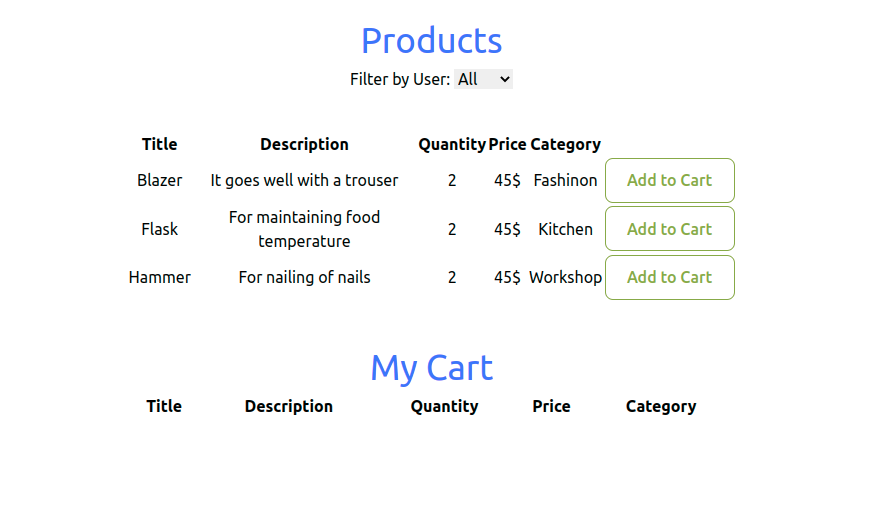 Products
Filter by User: All
Title Description Quantity Price Category
Blazer It goes well with a trouser 2 45$ Fashinon Add to Cart
Flask For maintaining food temperature 2 45$ Kitchen Add to Cart
Hammer For nailing of nails 2 45$ Workshop Add to Cart
My Cart
Title Description Quantity Price Category